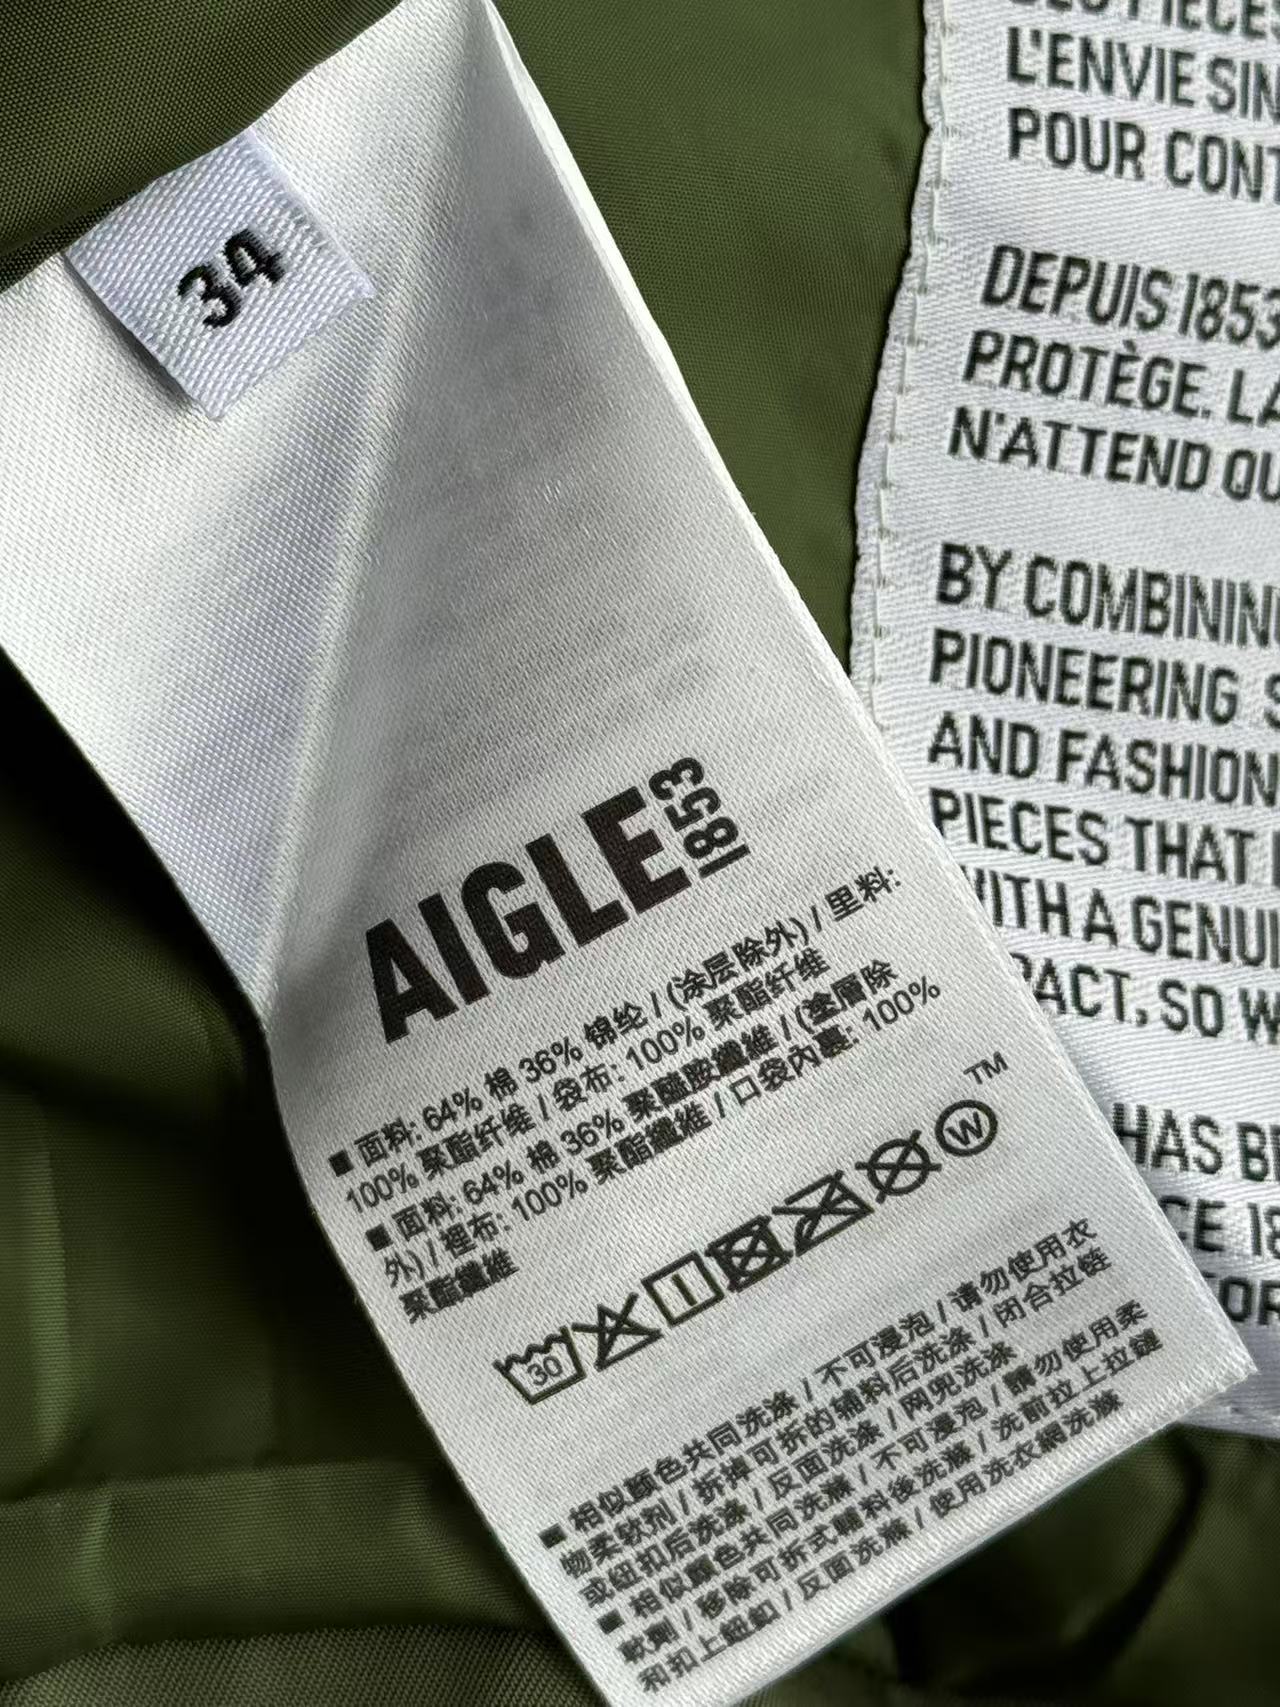 34
AIGLE 1853
■ 面料: 64% 棉 36% 锦纶 / (涂层除外) / 里料:
100% 聚酯纤维 / 袋布: 100% 聚酯纤维
■ 面料: 64% 棉 36% 聚醯胺纖維 / (塗層除
外) / 裡布: 100% 聚酯纖維 / 口袋內裏: 100%
聚酯纖維
TM
30
W
■ 相似顏色共同洗涤 / 不可浸泡 / 请勿使用衣
物柔软剂 / 拆掉可拆的辅料后洗涤 / 闭合拉链
或纽扣后洗涤 / 反面洗涤 / 网兜洗涤
■ 相似顏色共同洗滌 / 不可浸泡 / 請勿使用柔
軟劑 / 移除可拆式輔料後洗滌 / 洗前拉上拉鏈
和扣上鈕釦 / 反面洗滌 / 使用洗衣網洗滌
L'ENVIE SIN
POUR CONT
DEPUIS 1853
PROTÈGE. LA
N'ATTEND QU
BY COMBININ
PIONEERING S
AND FASHION
PIECES THAT
WITH A GENUI
PACT, SO W
HAS BE
CE 18
TOR